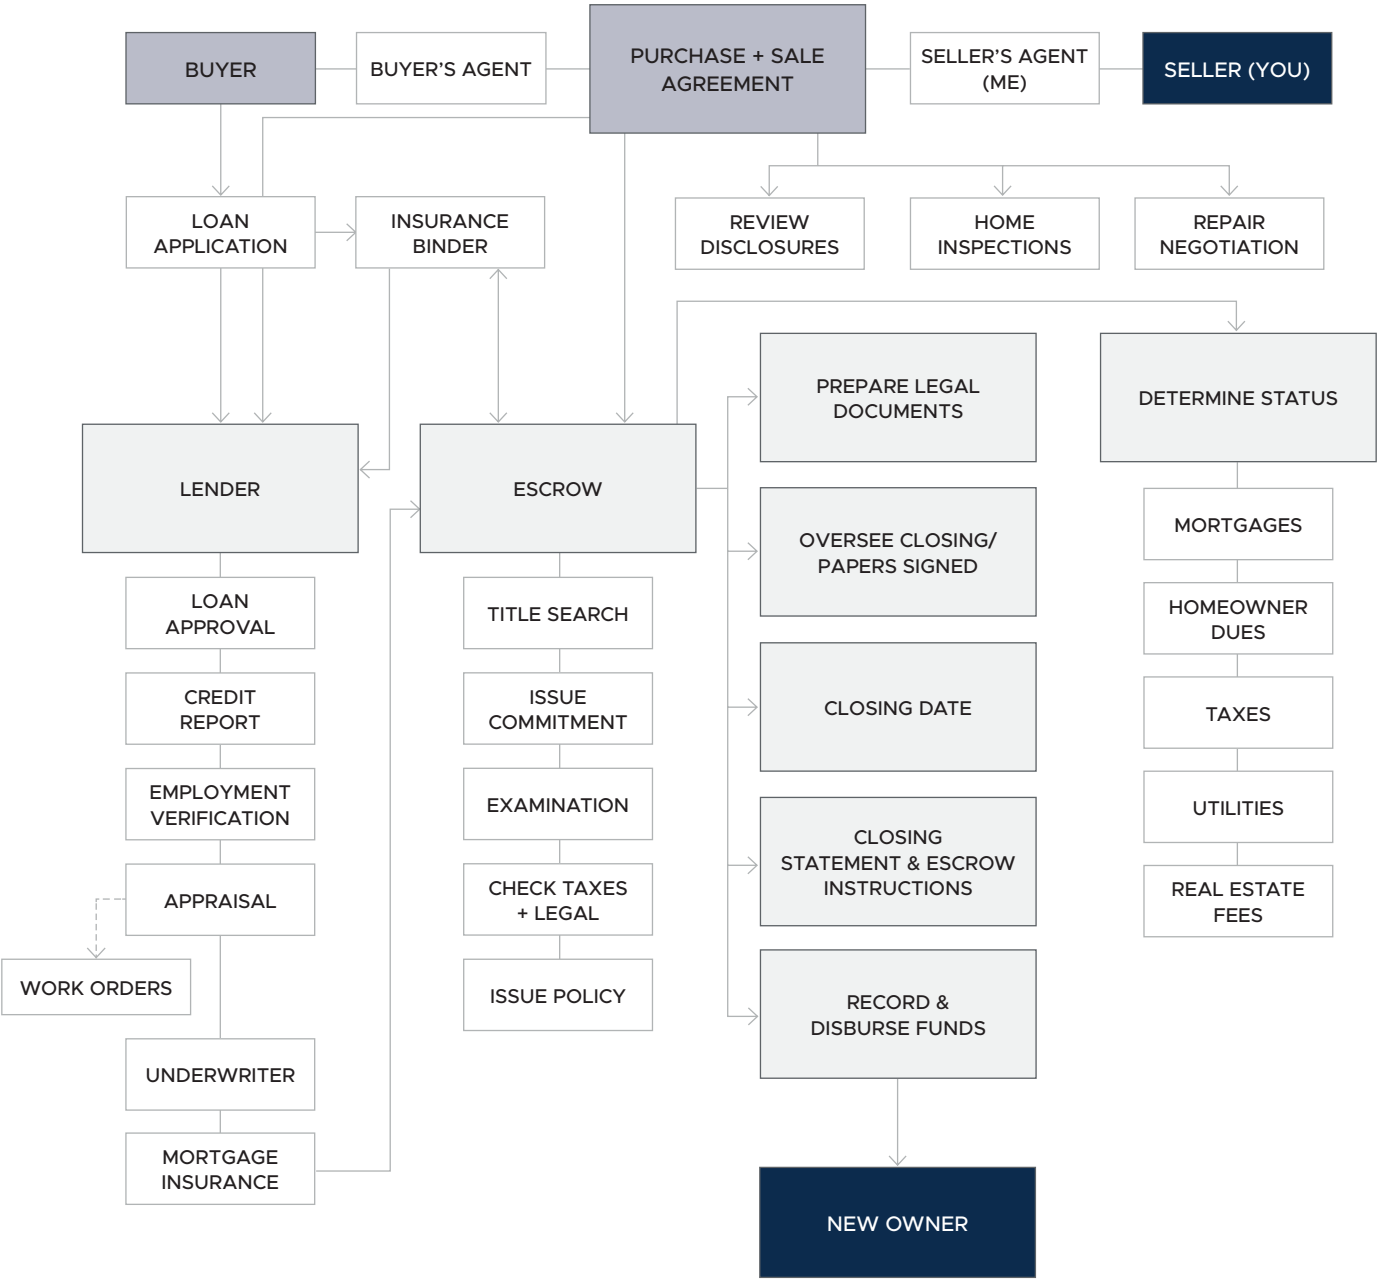 BUYER
BUYER'S AGENT
PURCHASE + SALE
AGREEMENT
SELLER'S AGENT
(ME)
SELLER (YOU)
LOAN
APPLICATION
INSURANCE
BINDER
REVIEW
DISCLOSURES
HOME
INSPECTIONS
REPAIR
NEGOTIATION
LENDER
ESCROW
PREPARE LEGAL
DOCUMENTS
DETERMINE STATUS
LOAN
APPROVAL
CREDIT
REPORT
EMPLOYMENT
VERIFICATION
APPRAISAL
WORK ORDERS
UNDERWRITER
MORTGAGE
INSURANCE
TITLE SEARCH
ISSUE
COMMITMENT
EXAMINATION
CHECK TAXES
+ LEGAL
ISSUE POLICY
OVERSEE CLOSING/
PAPERS SIGNED
CLOSING DATE
CLOSING
STATEMENT & ESCROW
INSTRUCTIONS
RECORD &
DISBURSE FUNDS
NEW OWNER
MORTGAGES
HOMEOWNER
DUES
TAXES
UTILITIES
REAL ESTATE
FEES